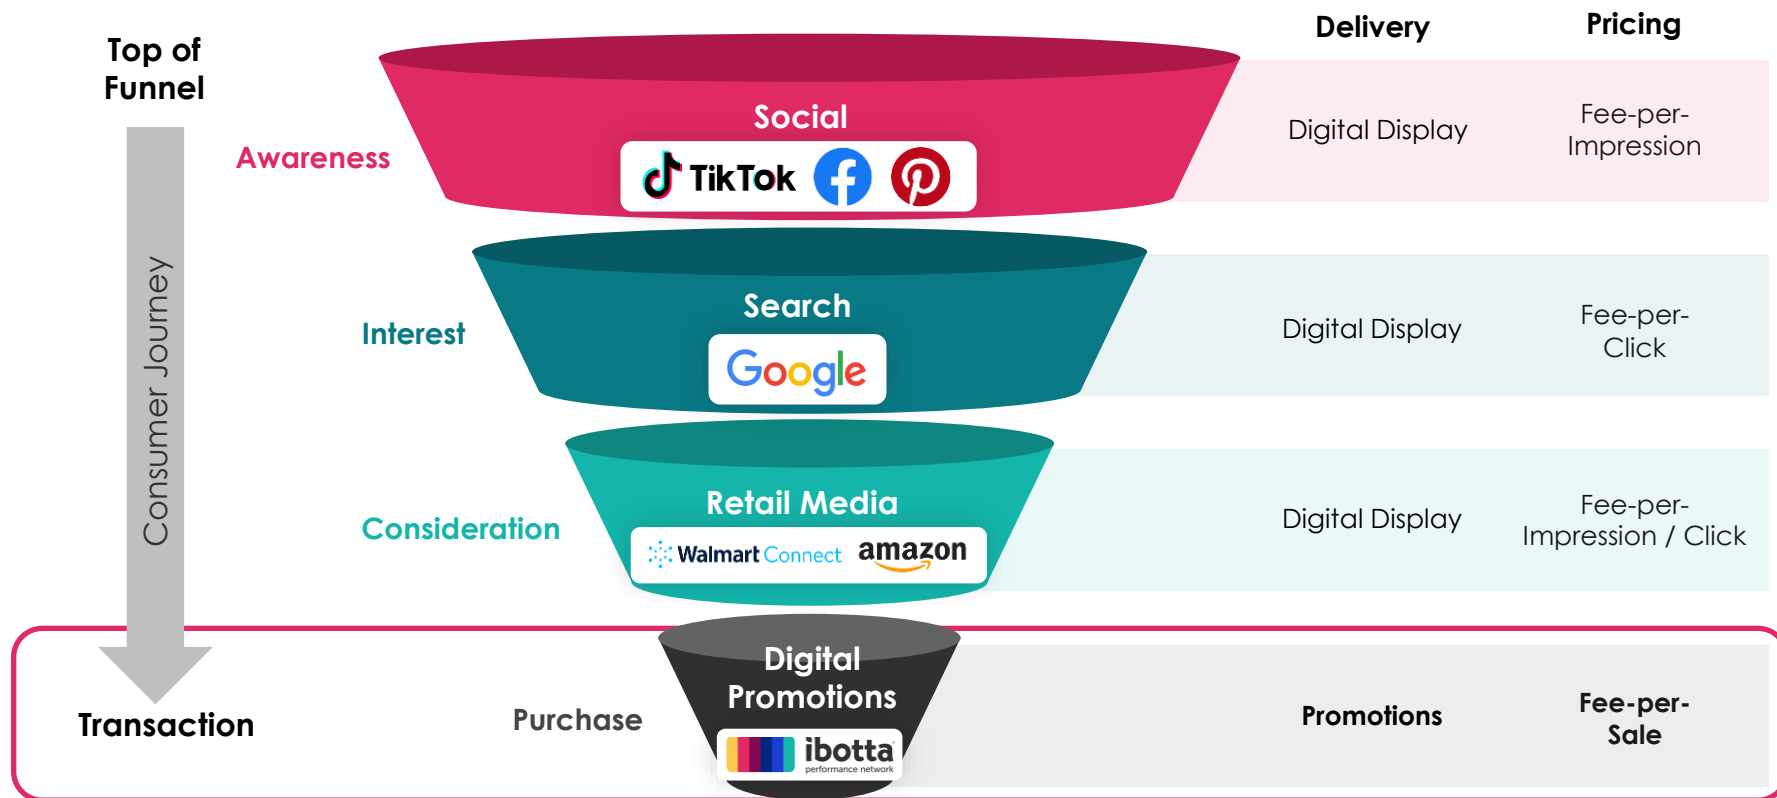 Delivery
Pricing
Top of
Funnel
Awareness
Social
TikTok
Digital Display
Fee-per-
Impression
Consumer Journey
Interest
Search
Google
Digital Display
Fee-per-
Click
Consideration
Retail Media
Walmart Connect amazon
Digital Display
Fee-per-
Impression / Click
Transaction
Purchase
Digital
Promotions
ibotta
performance network
Promotions
Fee-per-
Sale